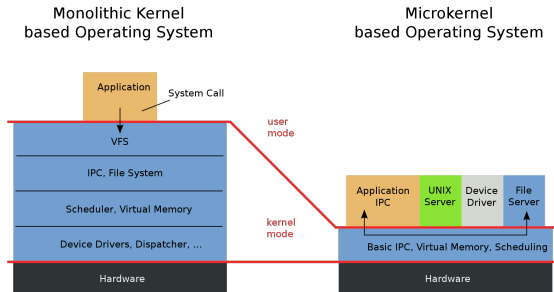 Monolithic Kernel
based Operating System
Microkernel
based Operating System
Application
System Call
user
mode
VFS
IPC, File System
Scheduler, Virtual Memory
kernel
mode
Device Drivers, Dispatcher, ...
Hardware
Application
IPC
UNIX
Server
Device
Driver
File
Server
Basic IPC, Virtual Memory, Scheduling
Hardware